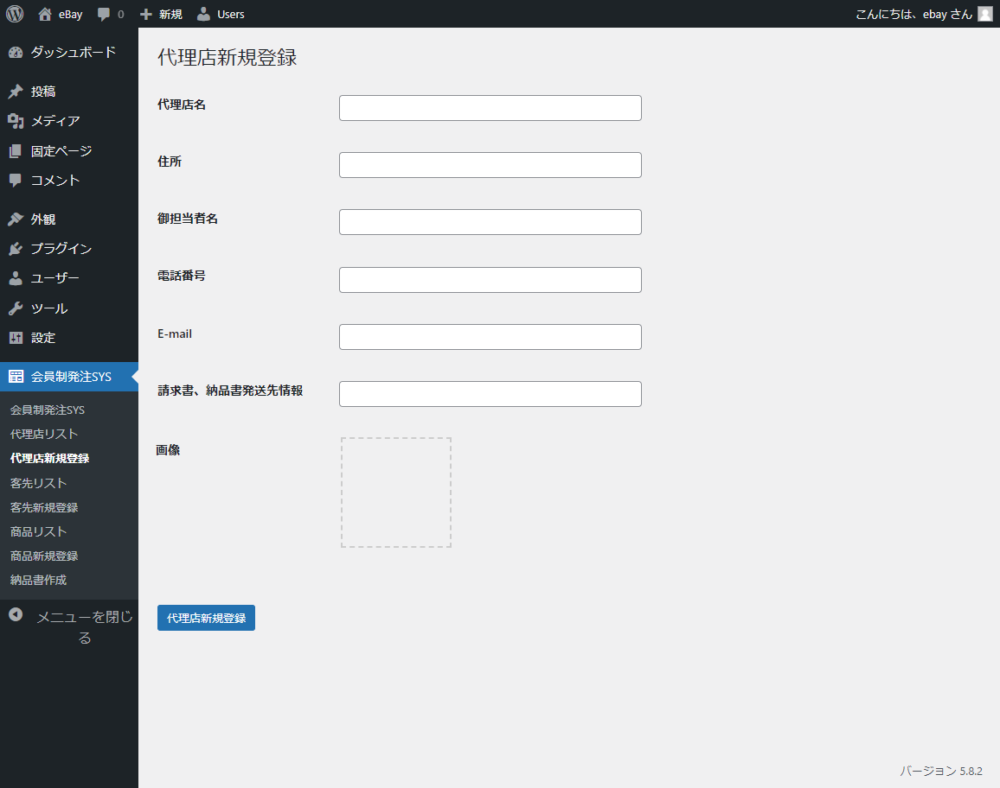 eBay 0 新規 Users こんにちは、ebay さん
ダッシュボード
投稿
メディア
固定ページ
コメント
外観
プラグイン
ユーザー
ツール
設定
会員制発注SYS
会員制発注SYS
代理店リスト
代理店新規登録
客先リスト
客先新規登録
商品リスト
商品新規登録
納品書作成
メニューを閉じ
る
代理店新規登録
代理店名
住所
御担当者名
電話番号
E-mail
請求書、納品書発送先情報
画像
代理店新規登録
バージョン 5.8.2